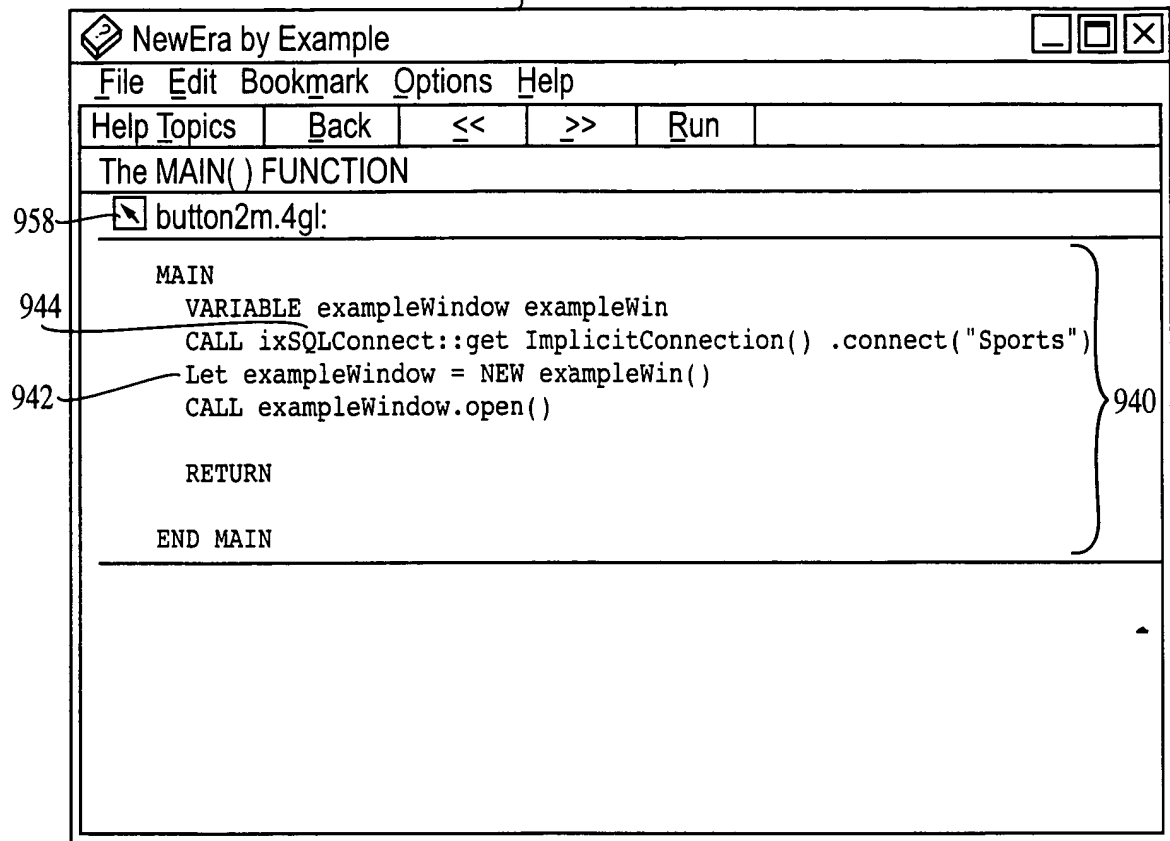 NewEra by Example
File Edit Bookmark Options Help
Help Topics Back << >> Run
The MAIN( ) FUNCTION
958 button2m.4gl:
MAIN
944 VARIABLE exampleWindow exampleWin
CALL ixSQLConnect::get ImplicitConnection() .connect("Sports")
942 Let exampleWindow = NEW exampleWin()
CALL exampleWindow.open() 940
RETURN
END MAIN